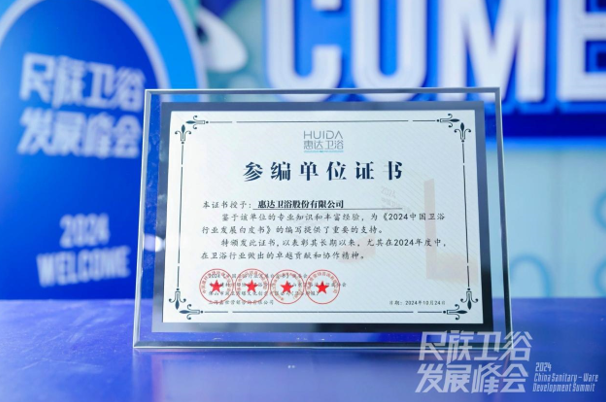 COME
民族卫浴
发展峰会
2024
WELCOME
HUIDA
惠达卫浴
参编单位证书
本证书授予：惠达卫浴股份有限公司
鉴于该单位的专业知识和丰富经验，为《2024中国卫浴
行业发展白皮书》的编写提供了重要的支持。
特颁发此证书，以表彰其长期以来，尤其在2024年度中，
在卫浴行业做出的卓越贡献和协作精神。
日期：2024年10月24日
民族卫浴
发展峰会
2024
China Sanitary - Ware
Development Summit